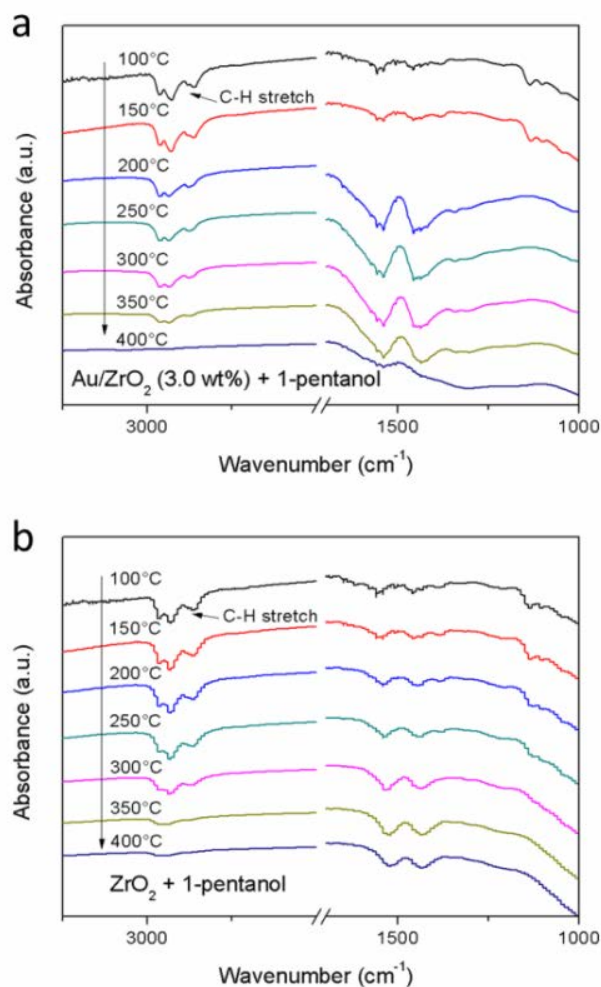 a
100°C
C-H stretch
150°C
200°C
250°C
300°C
350°C
400°C
Au/ZrO₂ (3.0 wt%) + 1-pentanol
Absorbance (a.u.)
3000
1500
1000
Wavenumber (cm⁻¹)
b
100°C
C-H stretch
150°C
200°C
250°C
300°C
350°C
400°C
ZrO₂ + 1-pentanol
Absorbance (a.u.)
3000
1500
1000
Wavenumber (cm⁻¹)